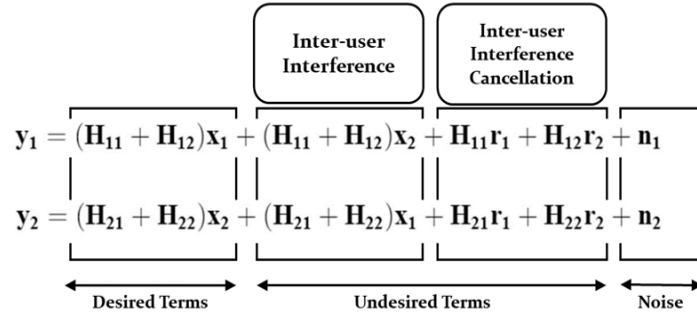 Inter-user
Interference
Inter-user
Interference
Cancellation
y₁ = (H₁₁ + H₁₂)x₁ + (H₁₁ + H₁₂)x₂ + H₁₁r₁ + H₁₂r₂ + n₁
y₂ = (H₂₁ + H₂₂)x₂ + (H₂₁ + H₂₂)x₁ + H₂₁r₁ + H₂₂r₂ + n₂
Desired Terms Undesired Terms Noise